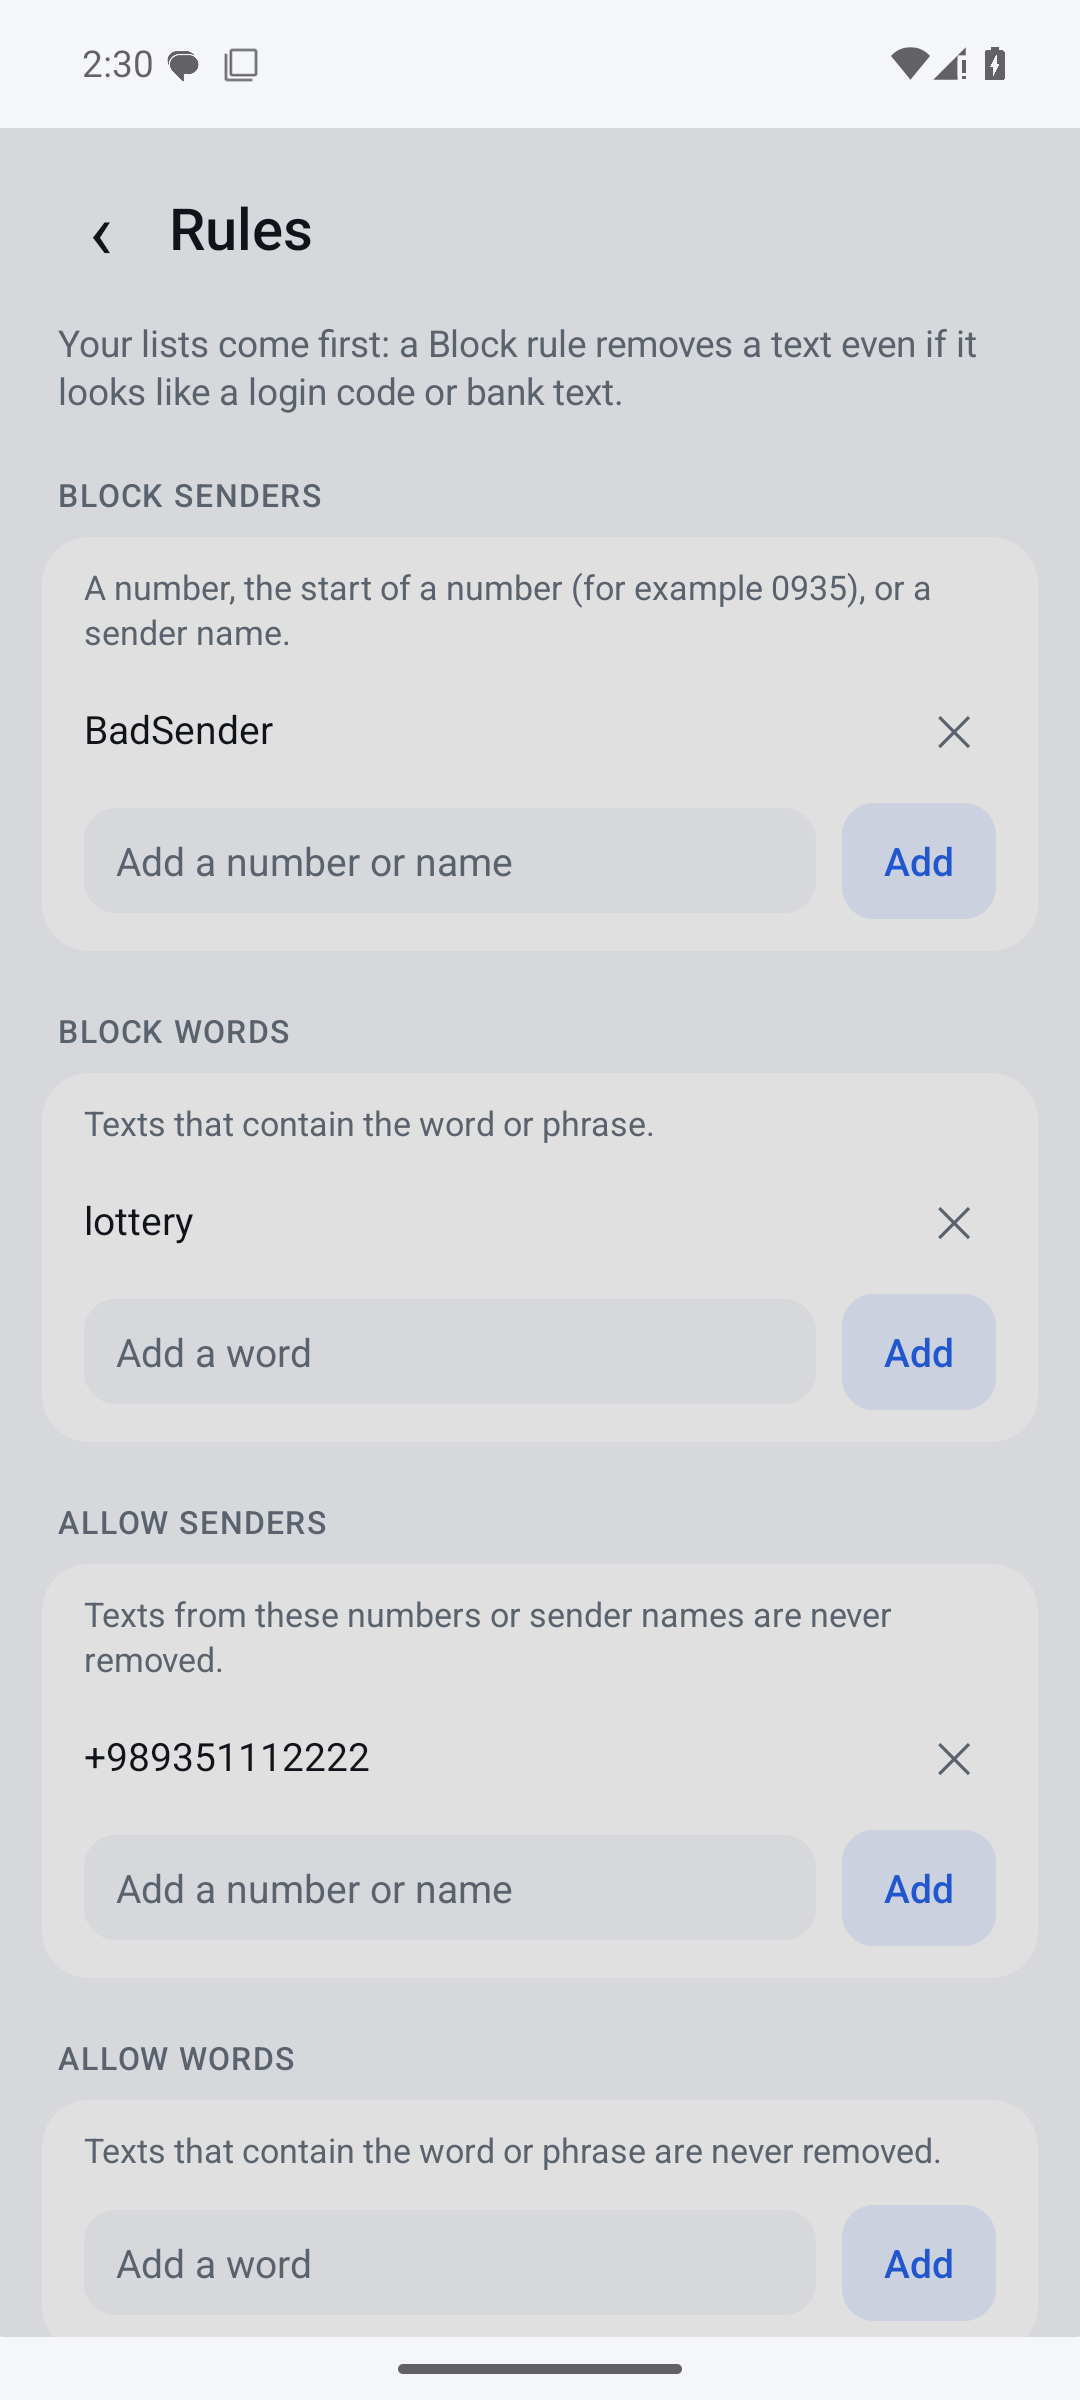 2:30
‹ Rules
Your lists come first: a Block rule removes a text even if it
looks like a login code or bank text.
BLOCK SENDERS
A number, the start of a number (for example 0935), or a
sender name.
BadSender
Add a number or name
Add
BLOCK WORDS
Texts that contain the word or phrase.
lottery
Add a word
Add
ALLOW SENDERS
Texts from these numbers or sender names are never
removed.
+989351112222
Add a number or name
Add
ALLOW WORDS
Texts that contain the word or phrase are never removed.
Add a word
Add